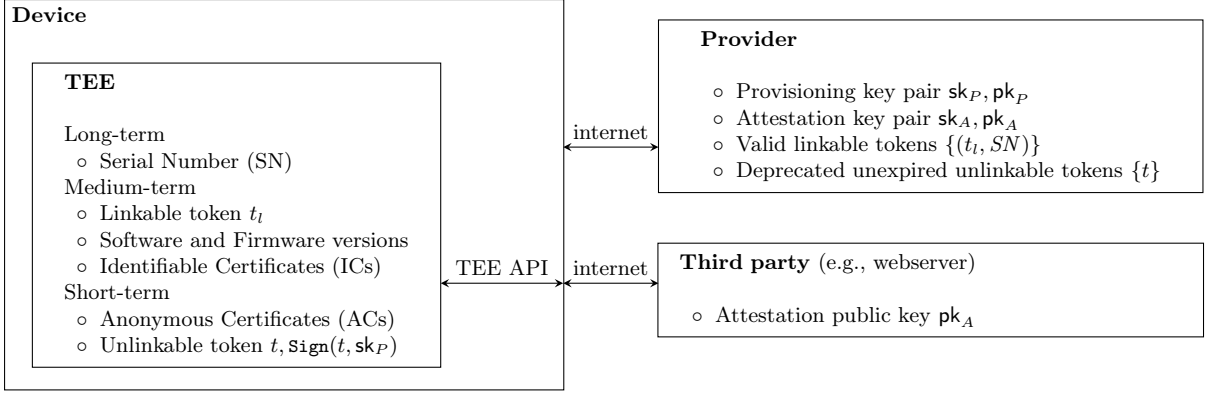 Device
TEE
Long-term
∘ Serial Number (SN)
Medium-term
∘ Linkable token t_l
∘ Software and Firmware versions
∘ Identifiable Certificates (ICs)
Short-term
∘ Anonymous Certificates (ACs)
∘ Unlinkable token t, Sign(t, sk_P)
TEE API
internet
internet
Provider
∘ Provisioning key pair sk_P, pk_P
∘ Attestation key pair sk_A, pk_A
∘ Valid linkable tokens {(t_l, SN)}
∘ Deprecated unexpired unlinkable tokens {t}
Third party (e.g., webserver)
∘ Attestation public key pk_A